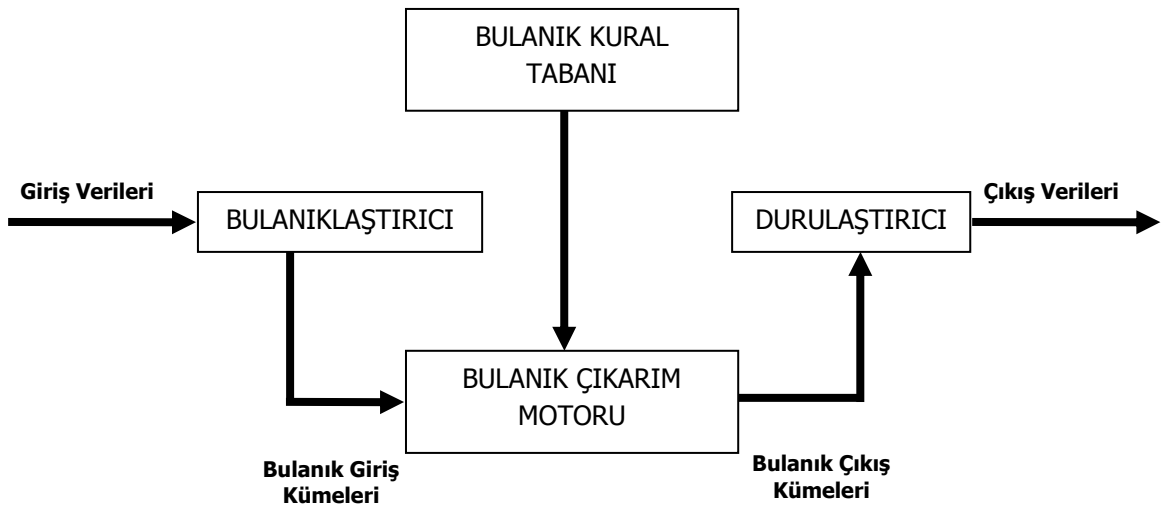 BULANIK KURAL
TABANI
Giriş Verileri
BULANIKLAŞTIRICI
DURULAŞTIRICI
Çıkış Verileri
BULANIK ÇIKARIM
MOTORU
Bulanık Giriş
Kümeleri
Bulanık Çıkış
Kümeleri